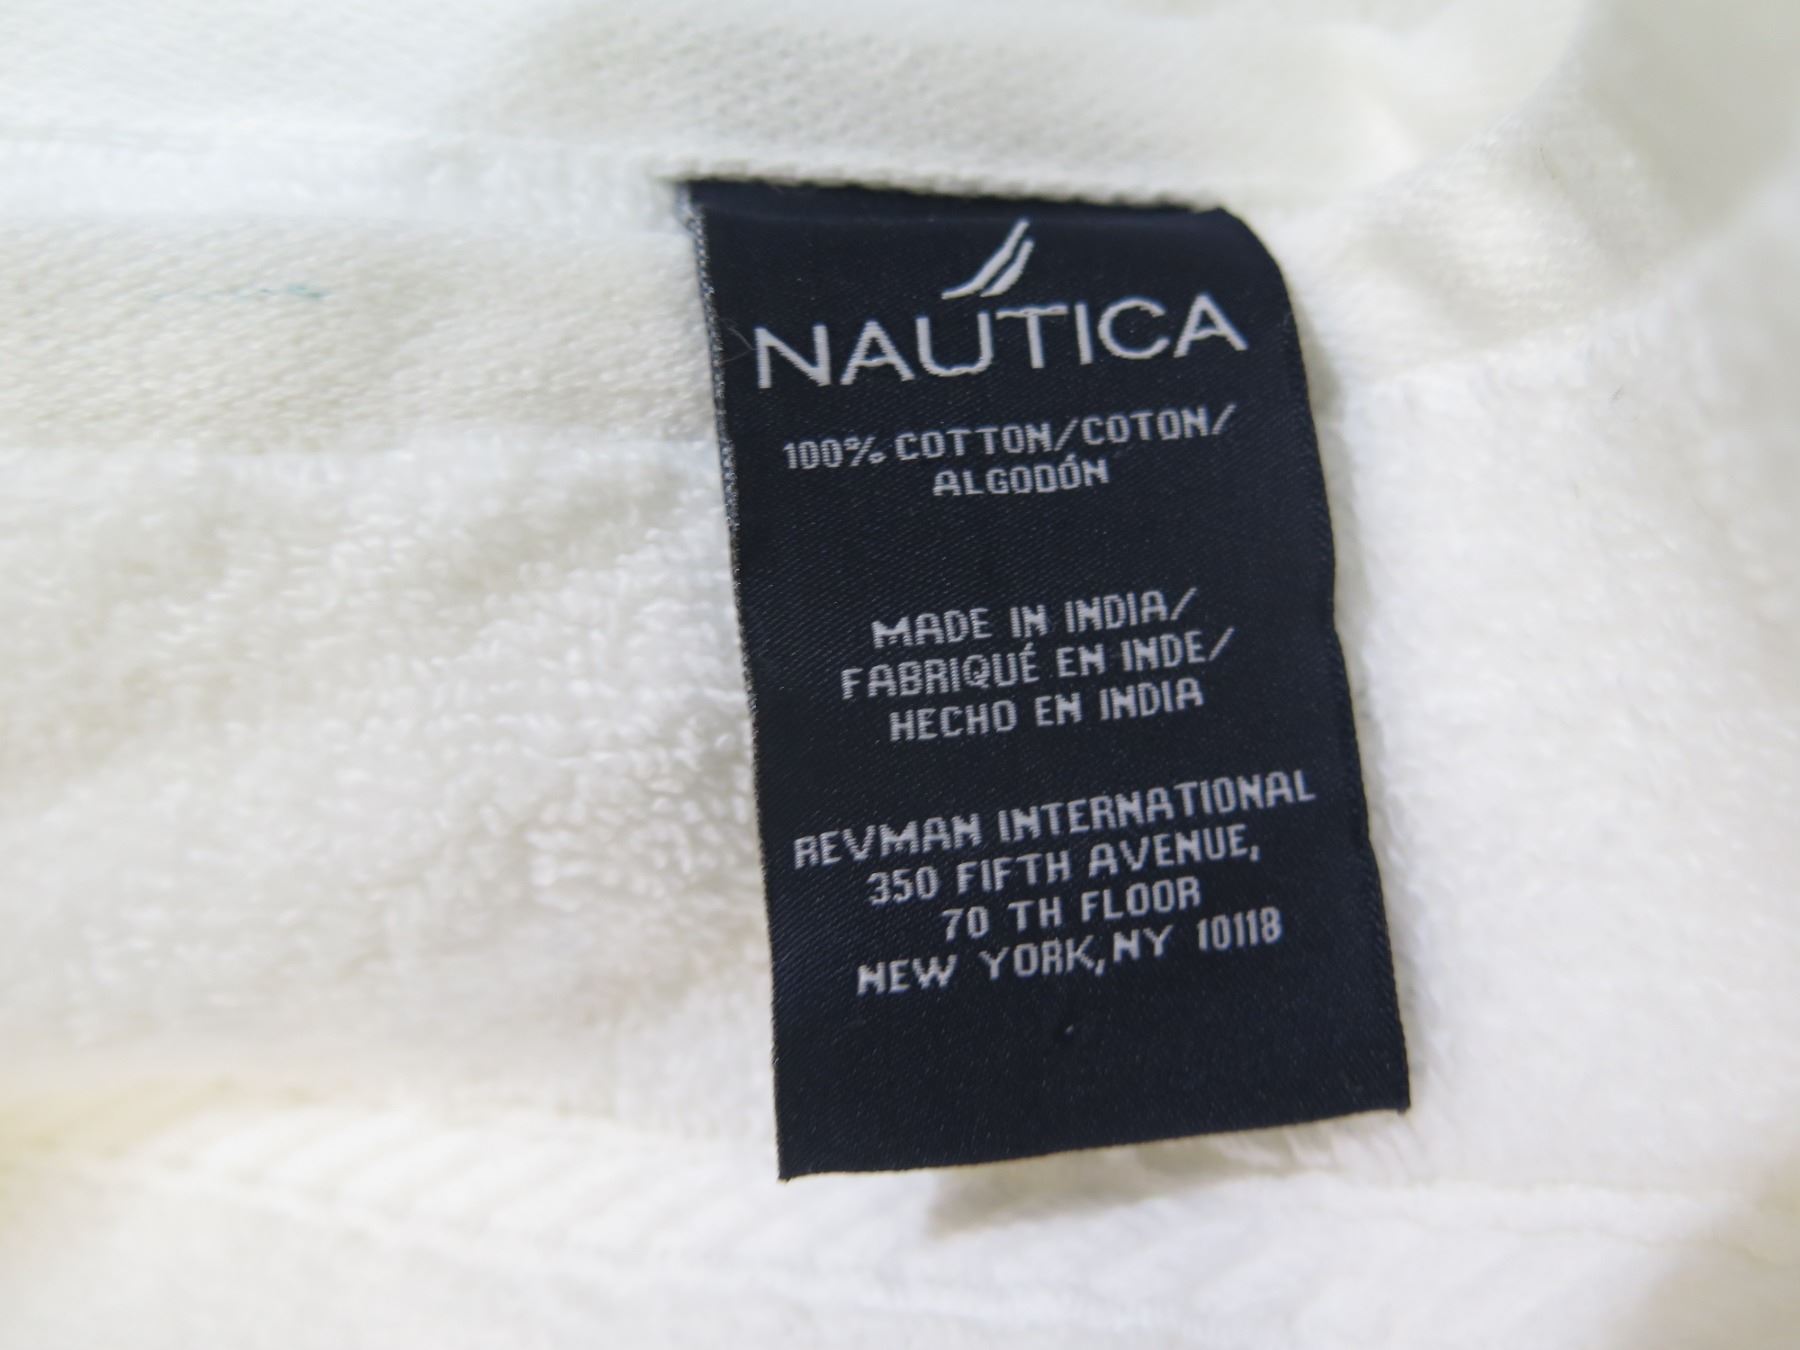 NAUTICA
100% COTTON/COTON/
ALGODÓN
MADE IN INDIA/
FABRIQUÉ EN INDE/
HECHO EN INDIA
REVMAN INTERNATIONAL
350 FIFTH AVENUE,
70 TH FLOOR
NEW YORK, NY 10118